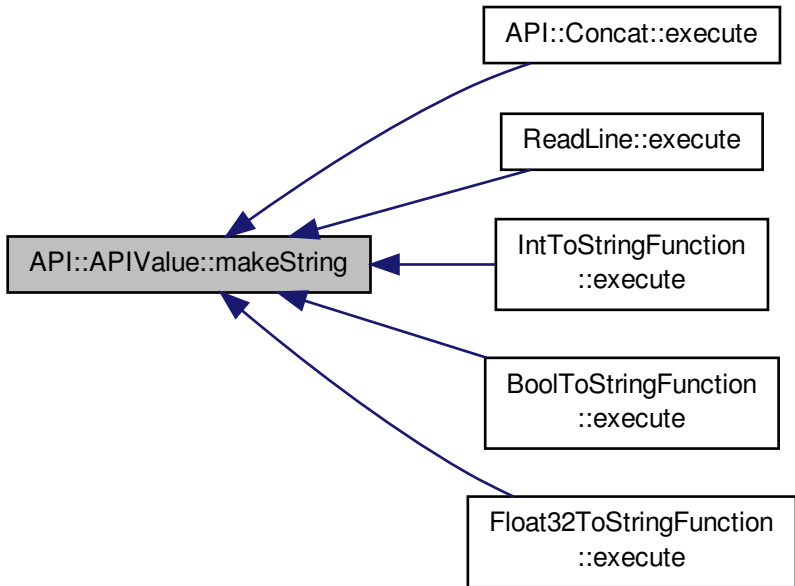 API::Concat::execute
ReadLine::execute
API::APIValue::makeString
IntToStringFunction
::execute
BoolToStringFunction
::execute
Float32ToStringFunction
::execute